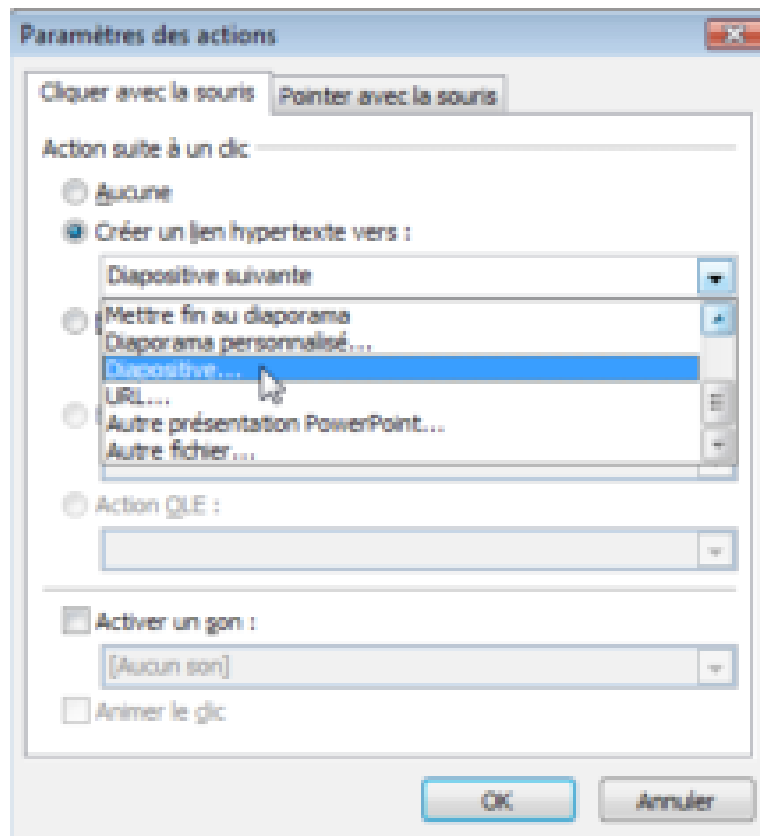 Paramètres des actions
Cliquer avec la souris
Pointer avec la souris
Action suite à un clic
Aucune
Créer un lien hypertexte vers :
Diapositive suivante
Mettre fin au diaporama
Diaporama personnalisé...
Diapositive...
URL...
Autre présentation PowerPoint...
Autre fichier...
Action OLE :
Activer un son :
[Aucun son]
Animer le clic
OK
Annuler